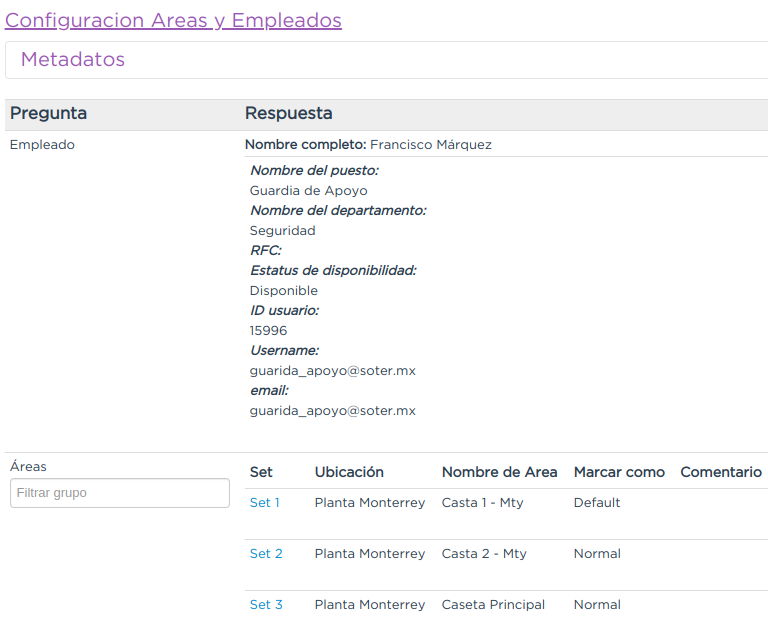 Configuracion Areas y Empleados
Metadatos
Pregunta Respuesta
Empleado Nombre completo: Francisco Márquez
Nombre del puesto:
Guardia de Apoyo
Nombre del departamento:
Seguridad
RFC:
Estatus de disponibilidad:
Disponible
ID usuario:
15996
Username:
guarida_apoyo@soter.mx
email:
guarida_apoyo@soter.mx
Áreas
Filtrar grupo
Set Ubicación Nombre de Area Marcar como Comentario
Set 1 Planta Monterrey Casta 1 - Mty Default
Set 2 Planta Monterrey Casta 2 - Mty Normal
Set 3 Planta Monterrey Caseta Principal Normal